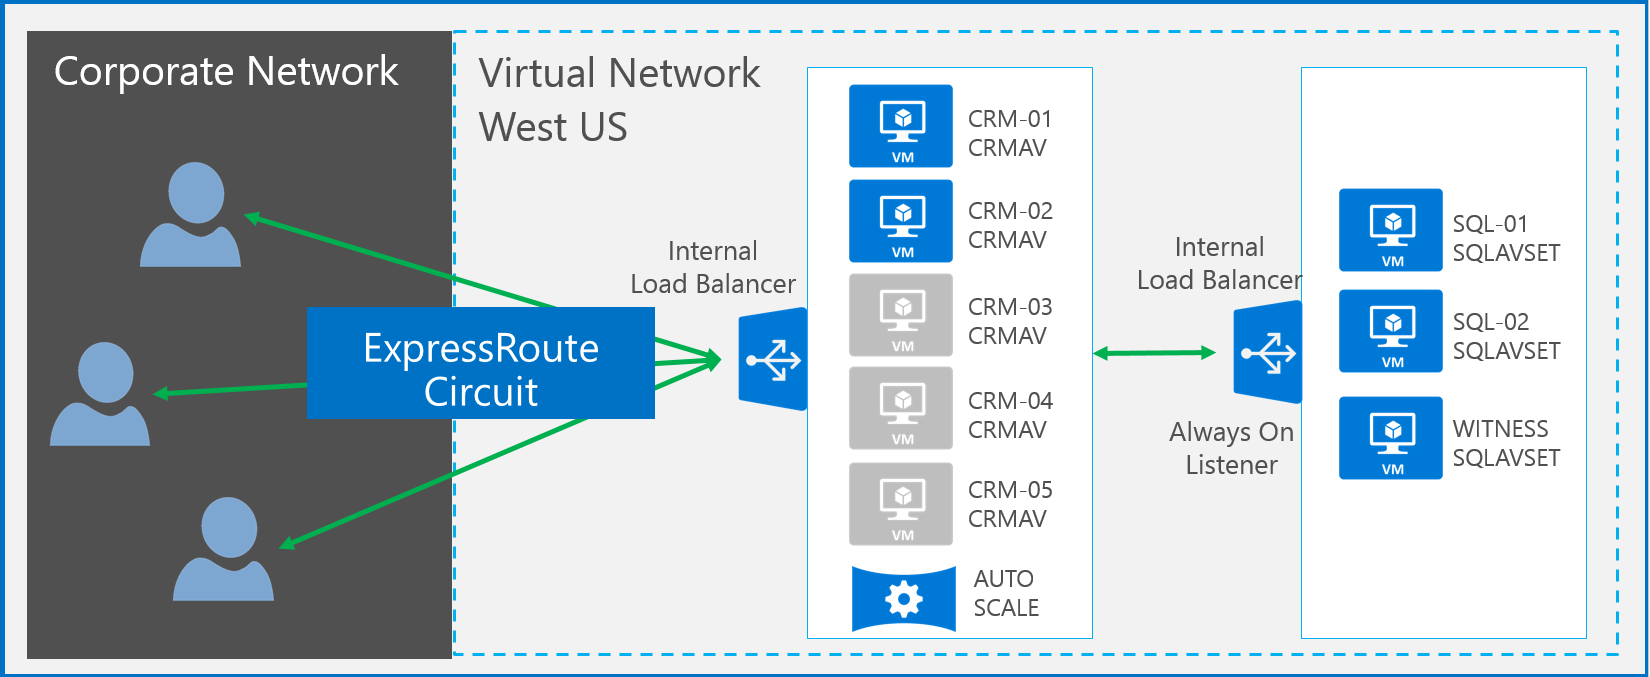 Corporate Network
Virtual Network
West US
ExpressRoute
Circuit
Internal
Load Balancer
VM
CRM-01
CRMAV
VM
CRM-02
CRMAV
VM
CRM-03
CRMAV
VM
CRM-04
CRMAV
VM
CRM-05
CRMAV
AUTO
SCALE
Internal
Load Balancer
Always On
Listener
VM
SQL-01
SQLAVSET
VM
SQL-02
SQLAVSET
VM
WITNESS
SQLAVSET